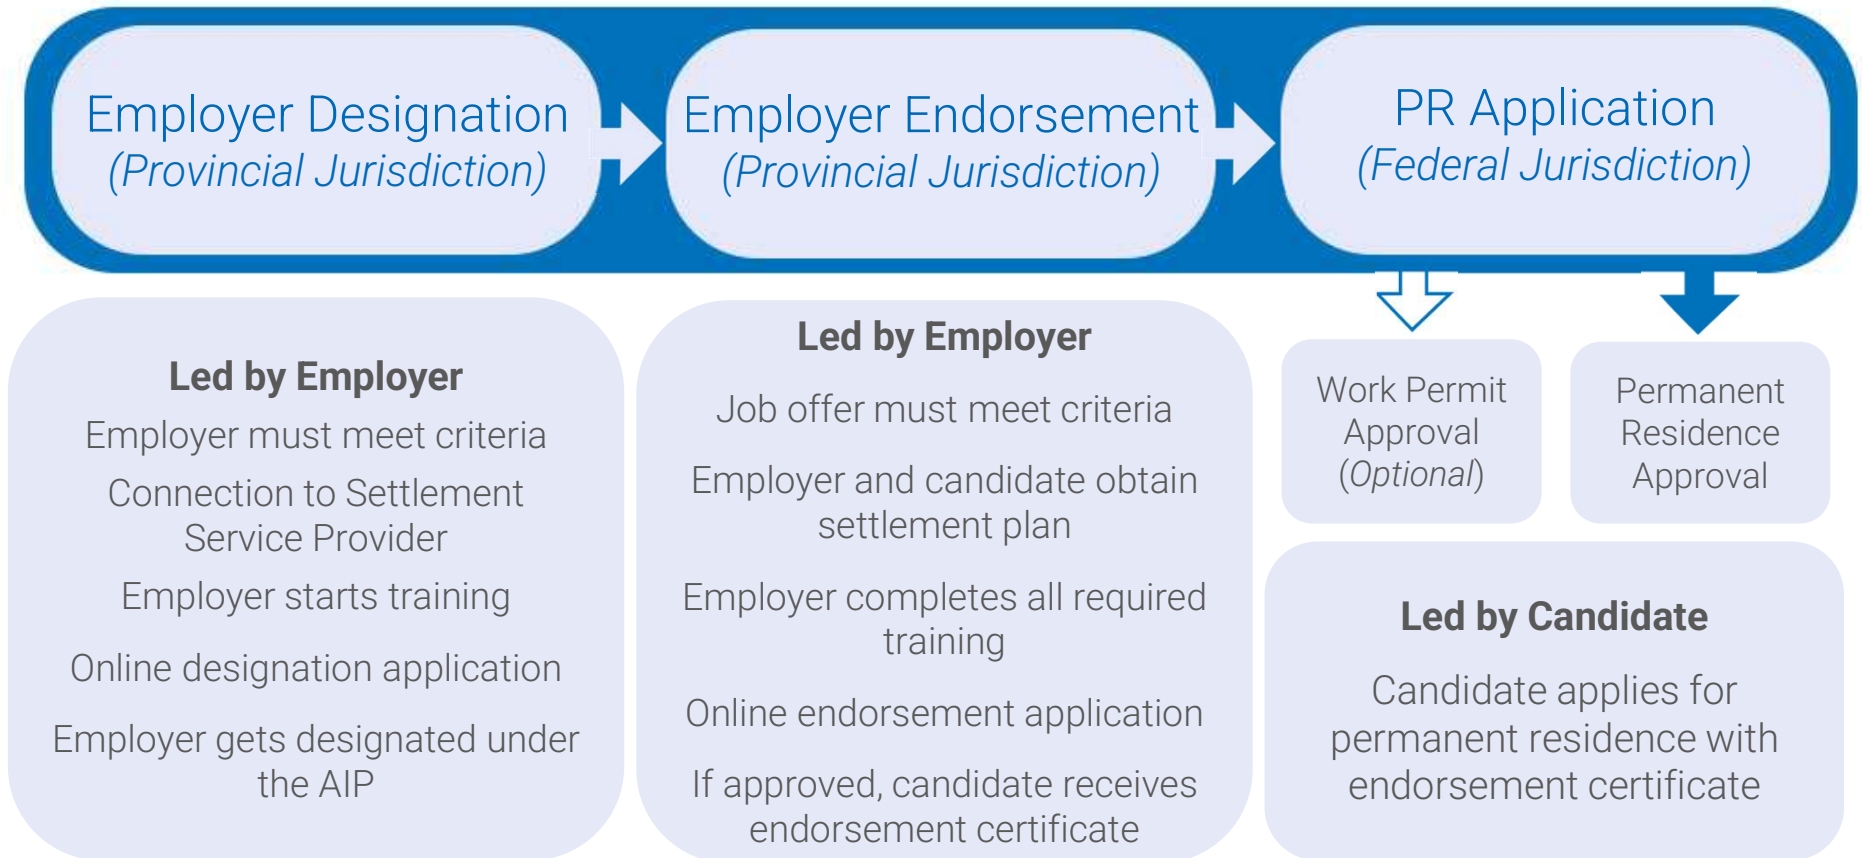 Employer Designation
(Provincial Jurisdiction)
Employer Endorsement
(Provincial Jurisdiction)
PR Application
(Federal Jurisdiction)
Led by Employer
Employer must meet criteria
Connection to Settlement
Service Provider
Employer starts training
Online designation application
Employer gets designated under
the AIP
Led by Employer
Job offer must meet criteria
Employer and candidate obtain
settlement plan
Employer completes all required
training
Online endorsement application
If approved, candidate receives
endorsement certificate
Work Permit
Approval
(Optional)
Permanent
Residence
Approval
Led by Candidate
Candidate applies for
permanent residence with
endorsement certificate